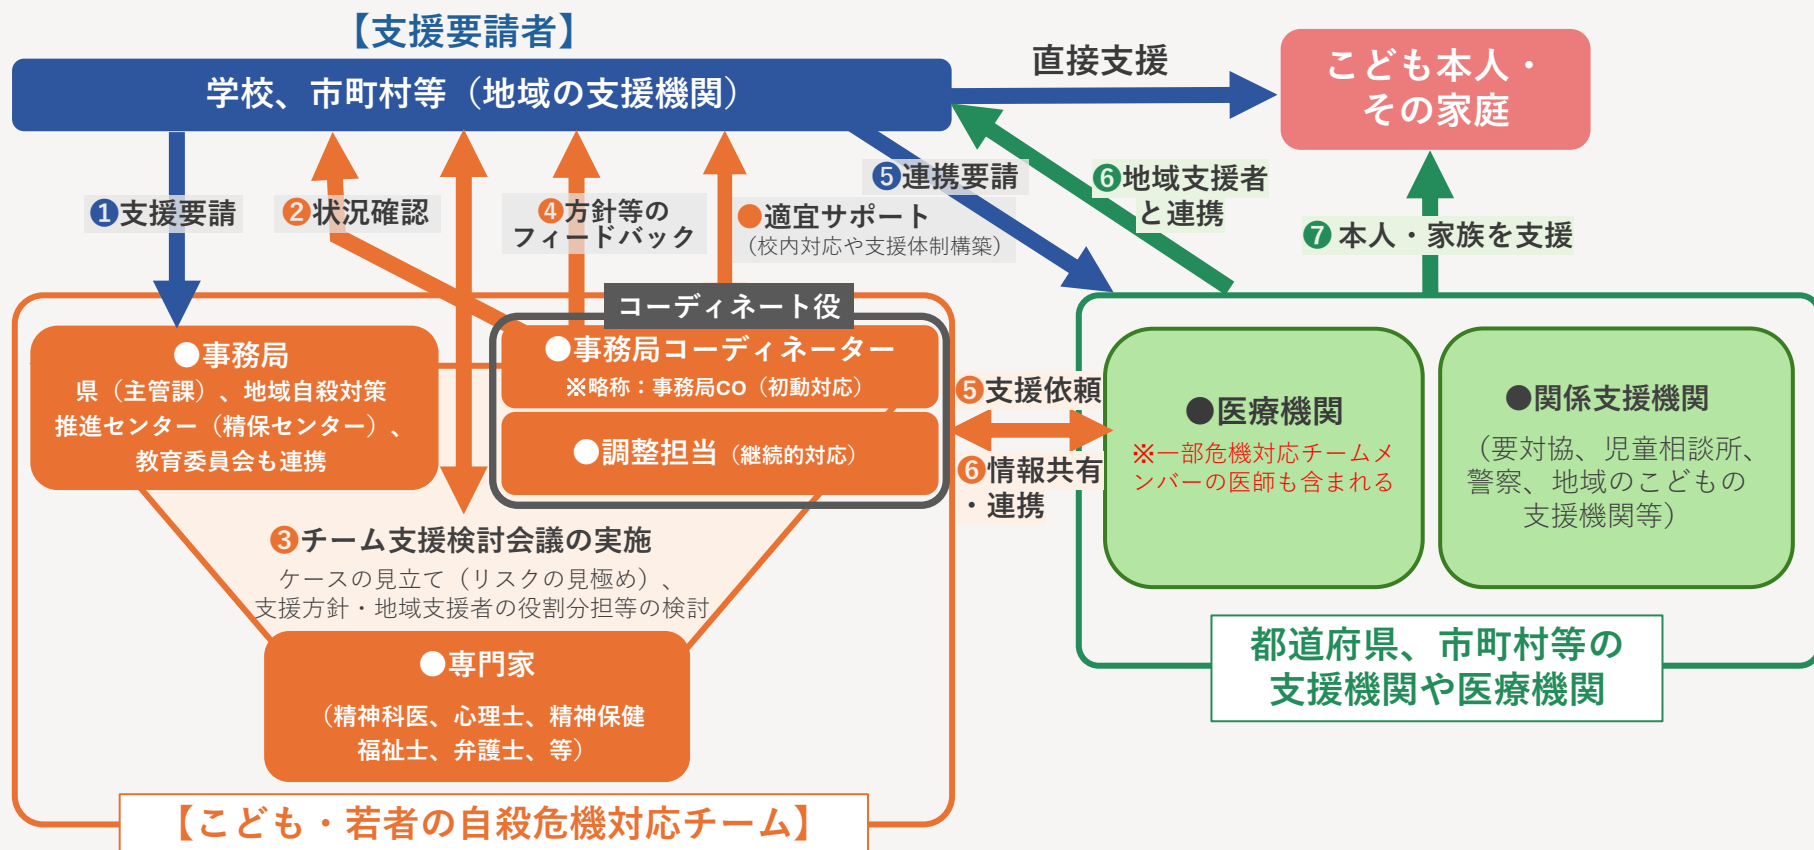 【支援要請者】
学校、市町村等（地域の支援機関）
直接支援
こども本人・
その家庭
❶支援要請
❷状況確認
❹方針等の
フィードバック
●適宜サポート
（校内対応や支援体制構築）
❺連携要請
❻地域支援者
と連携
❼本人・家族を支援
コーディネート役
●事務局
県（主管課）、地域自殺対策
推進センター（精保センター）、
教育委員会も連携
●事務局コーディネーター
※略称：事務局CO（初動対応）
●調整担当（継続的対応）
❺支援依頼
❻情報共有
・連携
●医療機関
※一部危機対応チームメ
ンバーの医師も含まれる
●関係支援機関
（要対協、児童相談所、
警察、地域のこどもの
支援機関等）
❸チーム支援検討会議の実施
ケースの見立て（リスクの見極め）、
支援方針・地域支援者の役割分担等の検討
●専門家
（精神科医、心理士、精神保健
福祉士、弁護士、等）
都道府県、市町村等の
支援機関や医療機関
【こども・若者の自殺危機対応チーム】